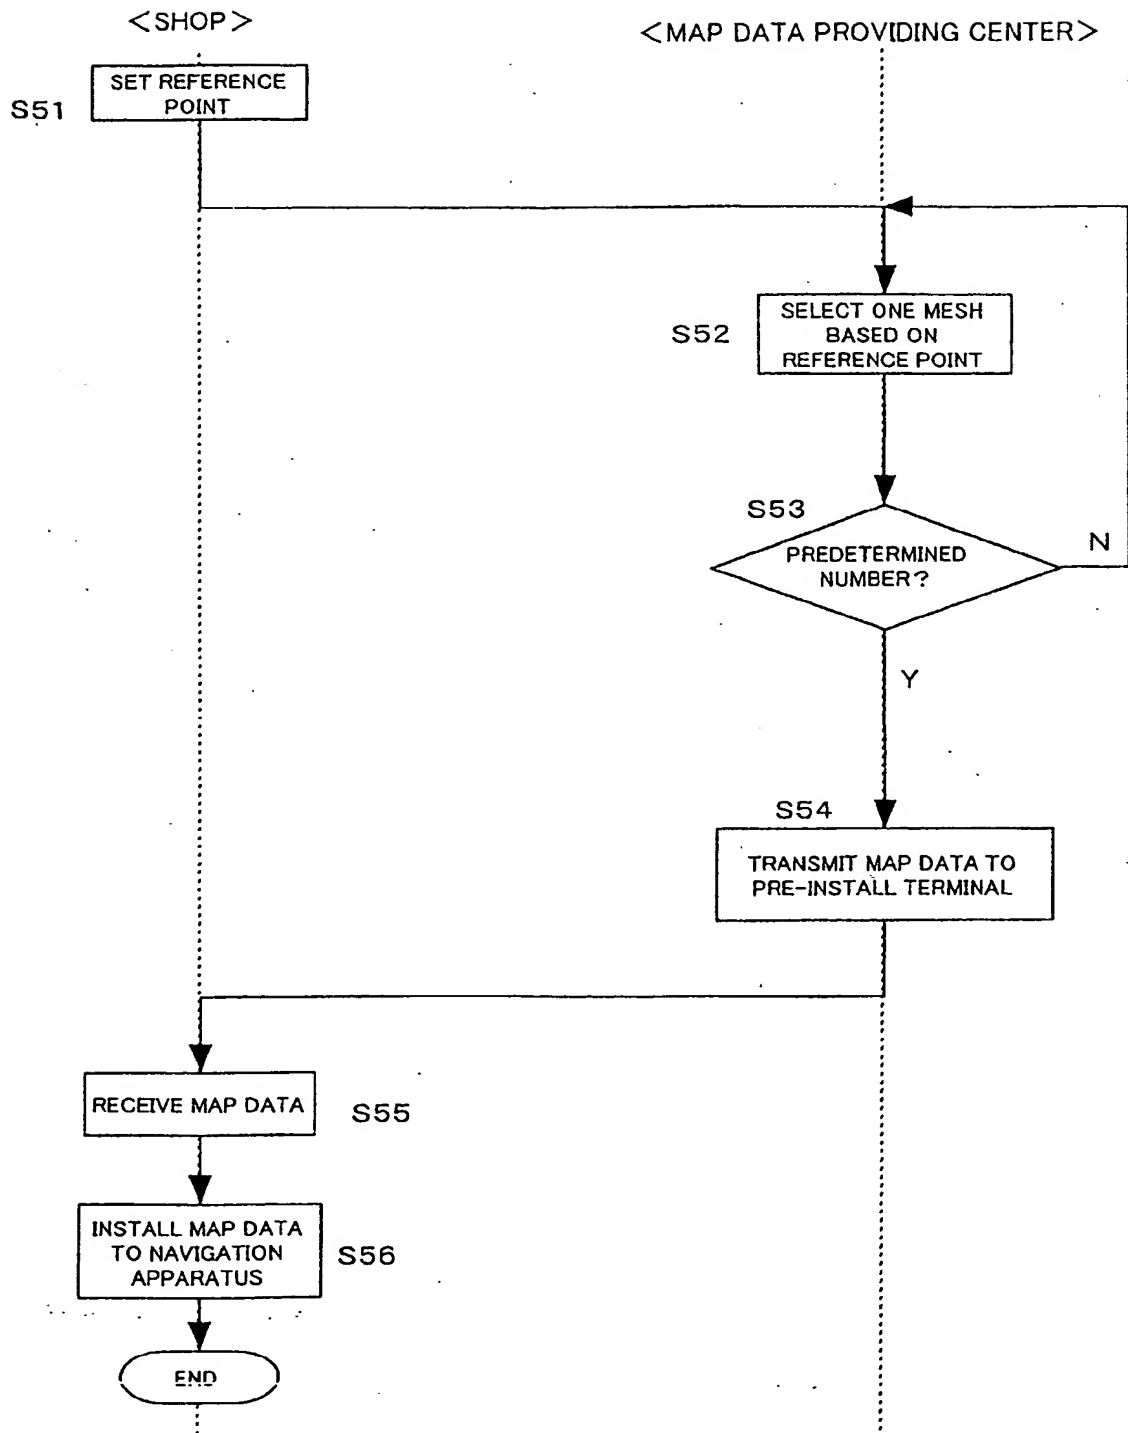 <SHOP>
<MAP DATA PROVIDING CENTER>
SET REFERENCE
POINT
S51
SELECT ONE MESH
BASED ON
REFERENCE POINT
S52
S53
PREDETERMINED
NUMBER?
N
Y
S54
TRANSMIT MAP DATA TO
PRE-INSTALL TERMINAL
RECEIVE MAP DATA
S55
INSTALL MAP DATA
TO NAVIGATION
APPARATUS
S56
END